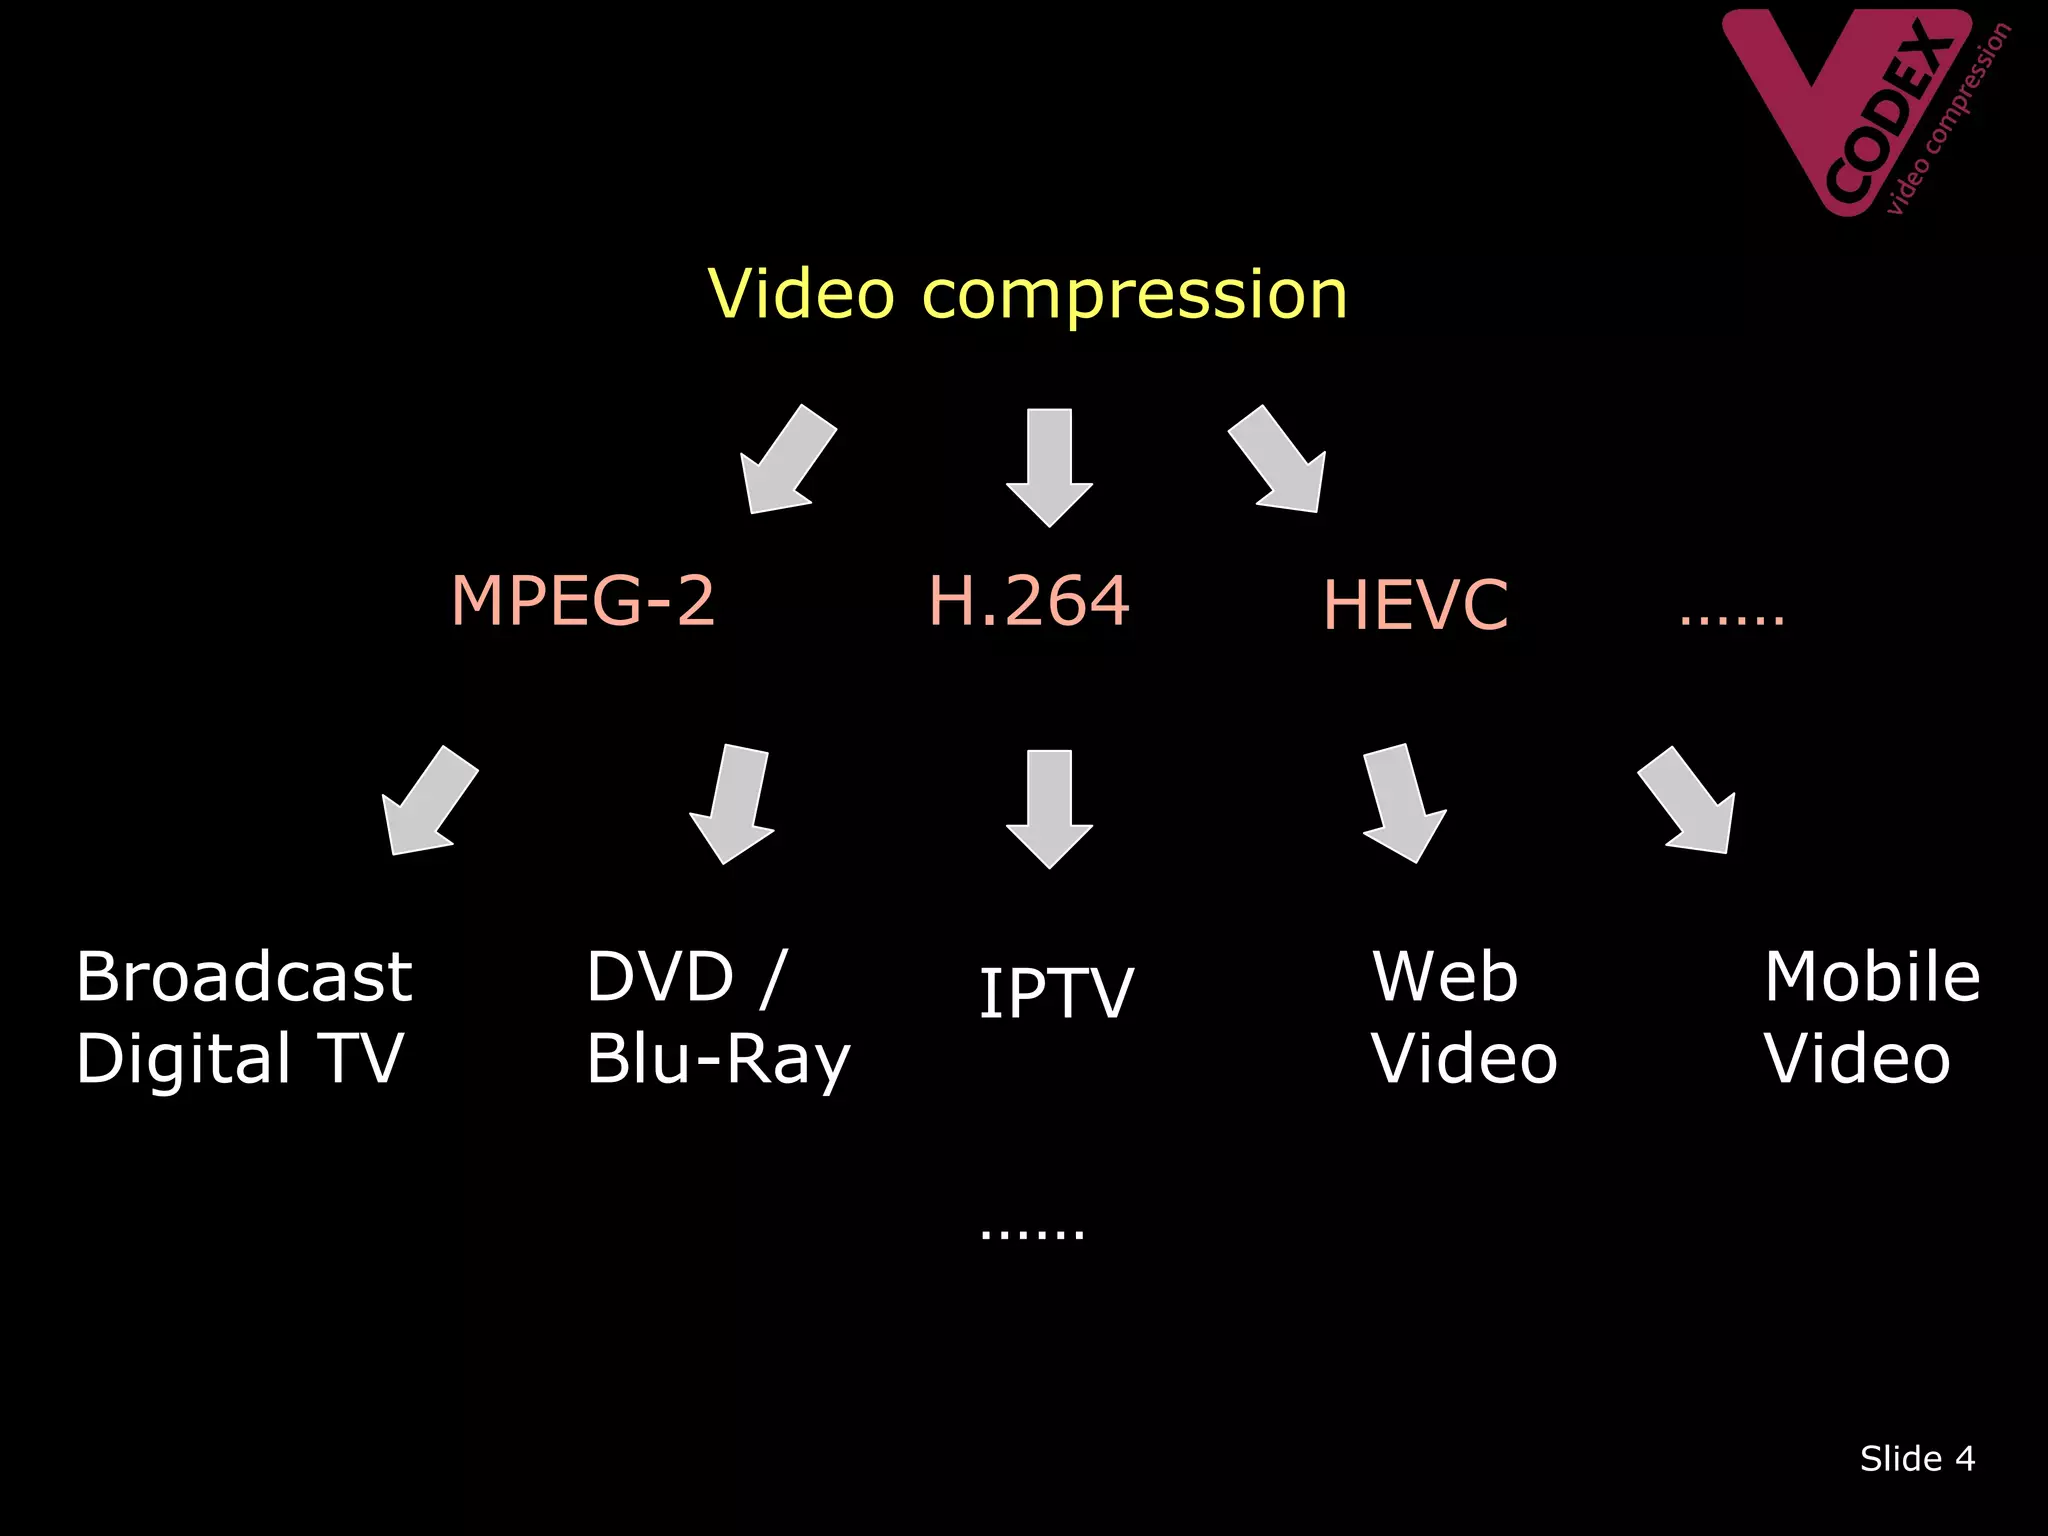 CODEX
video compression
Video compression
MPEG-2 H.264 HEVC ......
Broadcast DVD / IPTV Web Mobile
Digital TV Blu-Ray Video Video
......
Slide 4